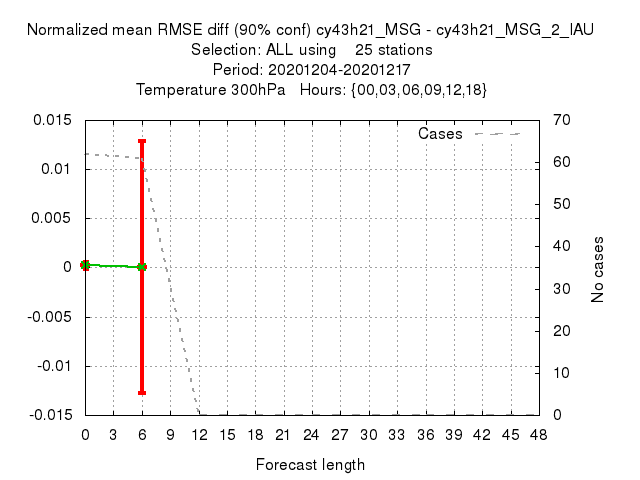 Normalized mean RMSE diff (90% conf) cy43h21_MSG - cy43h21_MSG_2_IAU
Selection: ALL using    25 stations
Period: 20201204-20201217
Temperature 300hPa   Hours: {00,03,06,09,12,18}
0.015
0.01
0.005
0
-0.005
-0.01
-0.015
70
60
50
40
30
20
10
0
Cases
No cases
0 3 6 9 12 15 18 21 24 27 30 33 36 39 42 45 48
Forecast length